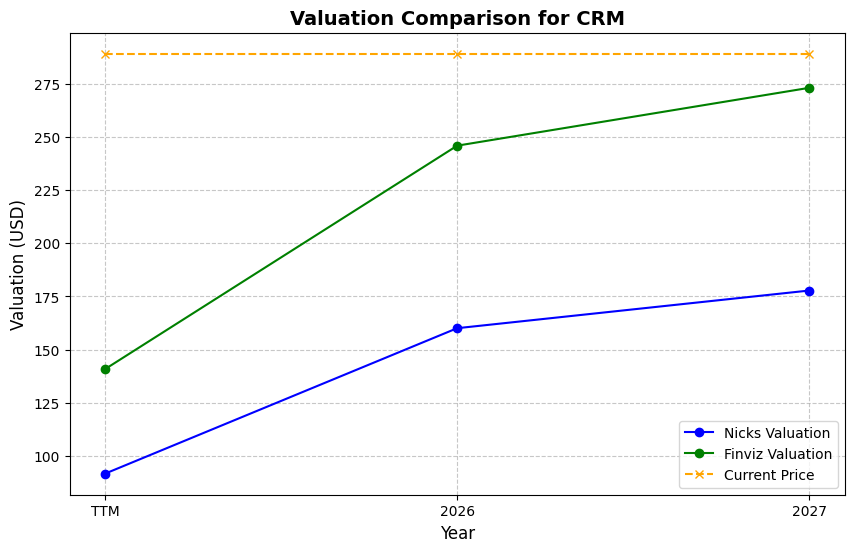 Valuation Comparison for CRM
Valuation (USD)
275
250
225
200
175
150
125
100
TTM
2026
2027
Year
Nicks Valuation
Finviz Valuation
Current Price